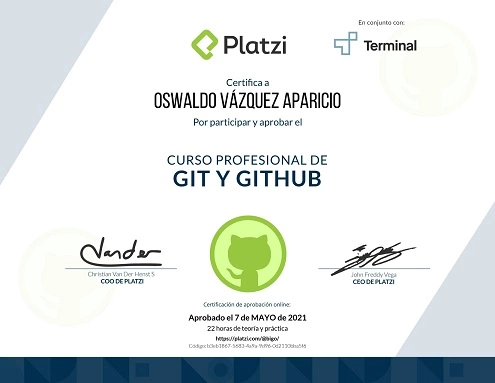 Platzi
En conjunto con:
Terminal
Certifica a
OSWALDO VÁZQUEZ APARICIO
Por participar y aprobar el
CURSO PROFESIONAL DE
GIT Y GITHUB
Christian Van Der Henst S
COO DE PLATZI
John Freddy Vega
CEO DE PLATZI
Certificación de aprobación online:
Aprobado el 7 de MAYO de 2021
22 horas de teoría y práctica
https://platzi.com/@bigo/
Código: